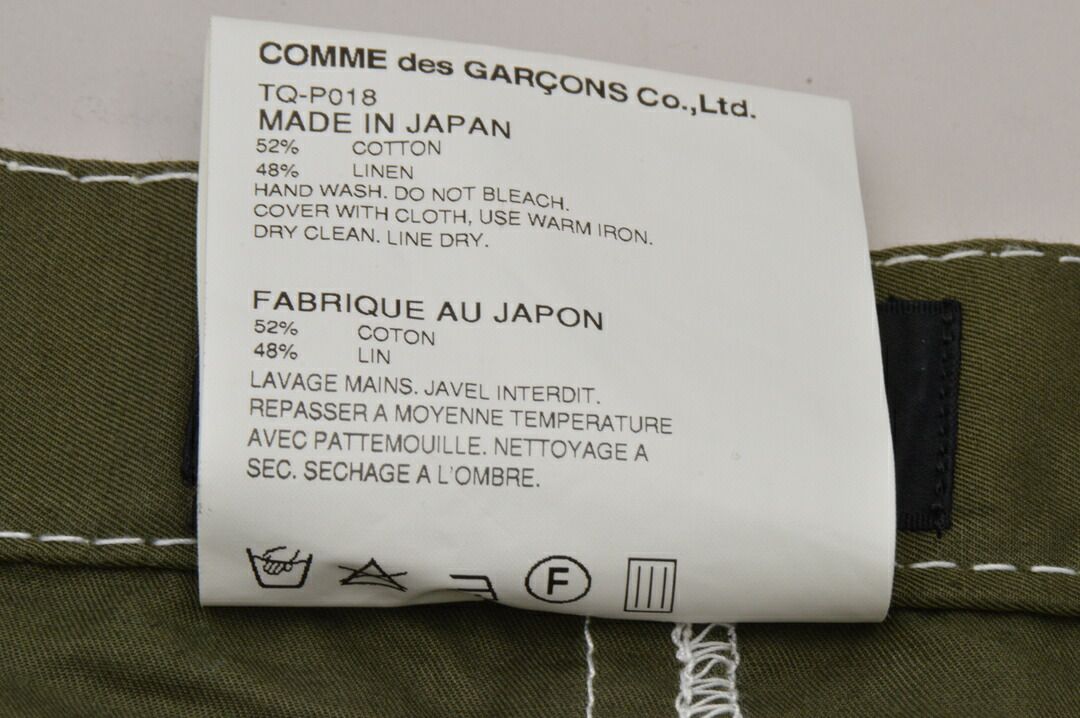 COMME des GARÇONS Co.,Ltd.
TQ-P018
MADE IN JAPAN
52% COTTON
48% LINEN
HAND WASH. DO NOT BLEACH.
COVER WITH CLOTH, USE WARM IRON.
DRY CLEAN. LINE DRY.
FABRIQUE AU JAPON
52% COTON
48% LIN
LAVAGE MAINS. JAVEL INTERDIT.
REPASSER A MOYENNE TEMPERATURE
AVEC PATTEMOUILLE. NETTOYAGE A
SEC. SECHAGE A L'OMBRE.
F